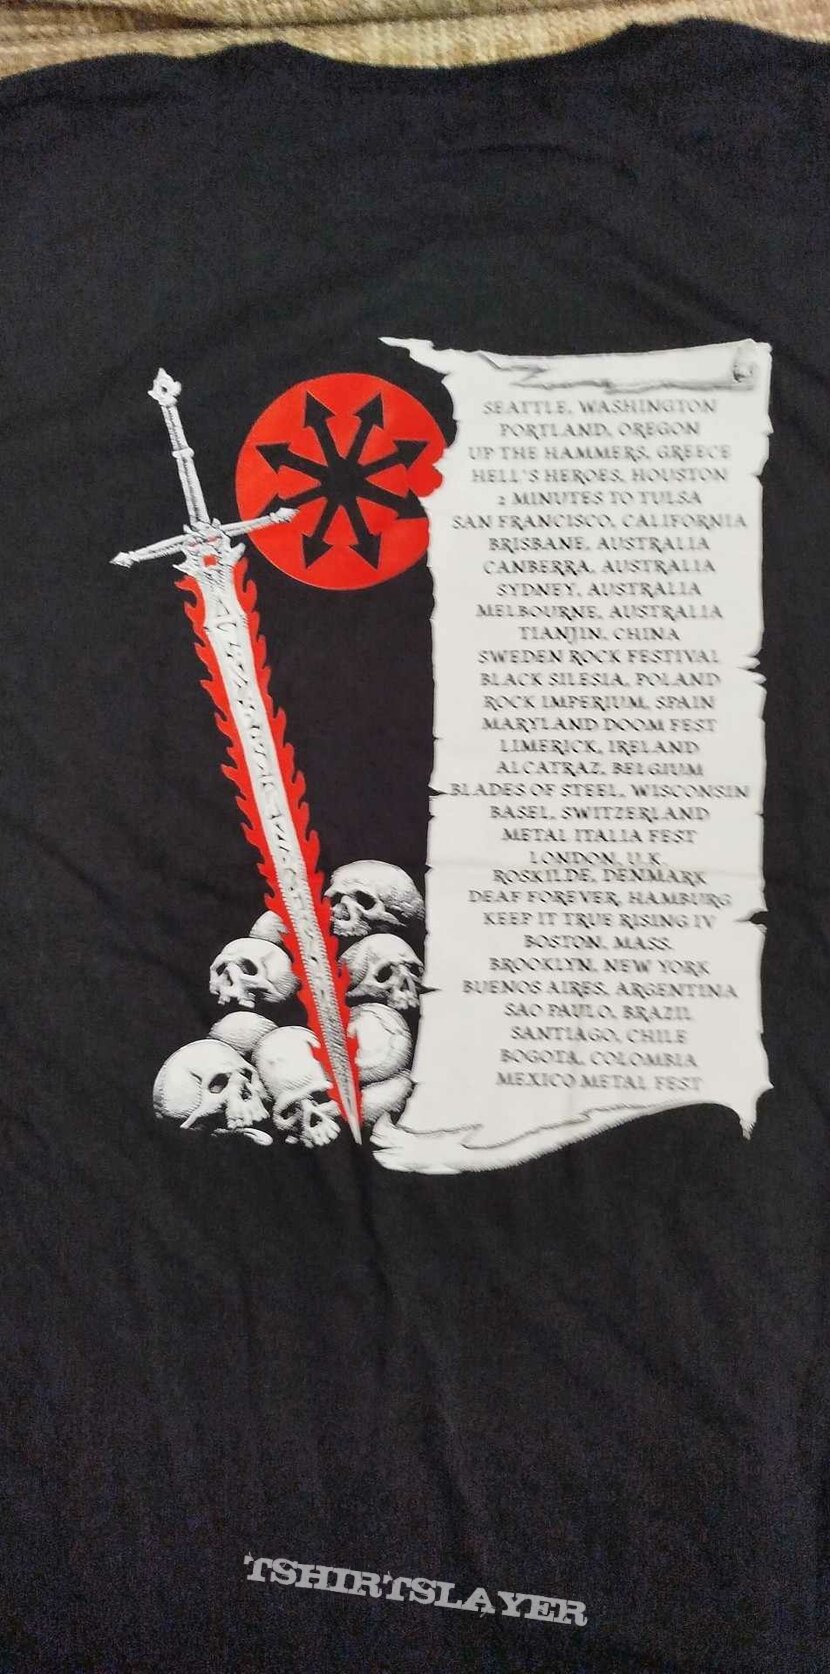 SEATTLE, WASHINGTON
PORTLAND, OREGON
UP THE HAMMERS, GREECE
HELL'S HEROES, HOUSTON
2 MINUTES TO TULSA
SAN FRANCISCO, CALIFORNIA
BRISBANE, AUSTRALIA
CANBERRA, AUSTRALIA
SYDNEY, AUSTRALIA
MELBOURNE, AUSTRALIA
TIANJIN, CHINA
SWEDEN ROCK FESTIVAL
BLACK SILESIA, POLAND
ROCK IMPERIUM, SPAIN
MARYLAND DOOM FEST
LIMERICK, IRELAND
ALCATRAZ, BELGIUM
BLADES OF STEEL, WISCONSIN
BASEL, SWITZERLAND
METAL ITALIA FEST
LONDON, U.K.
ROSKILDE, DENMARK
DEAF FOREVER, HAMBURG
KEEP IT TRUE RISING IV
BOSTON, MASS.
BROOKLYN, NEW YORK
BUENOS AIRES, ARGENTINA
SAO PAULO, BRAZIL
SANTIAGO, CHILE
BOGOTA, COLOMBIA
MEXICO METAL FEST
TSHIRTSLAYER